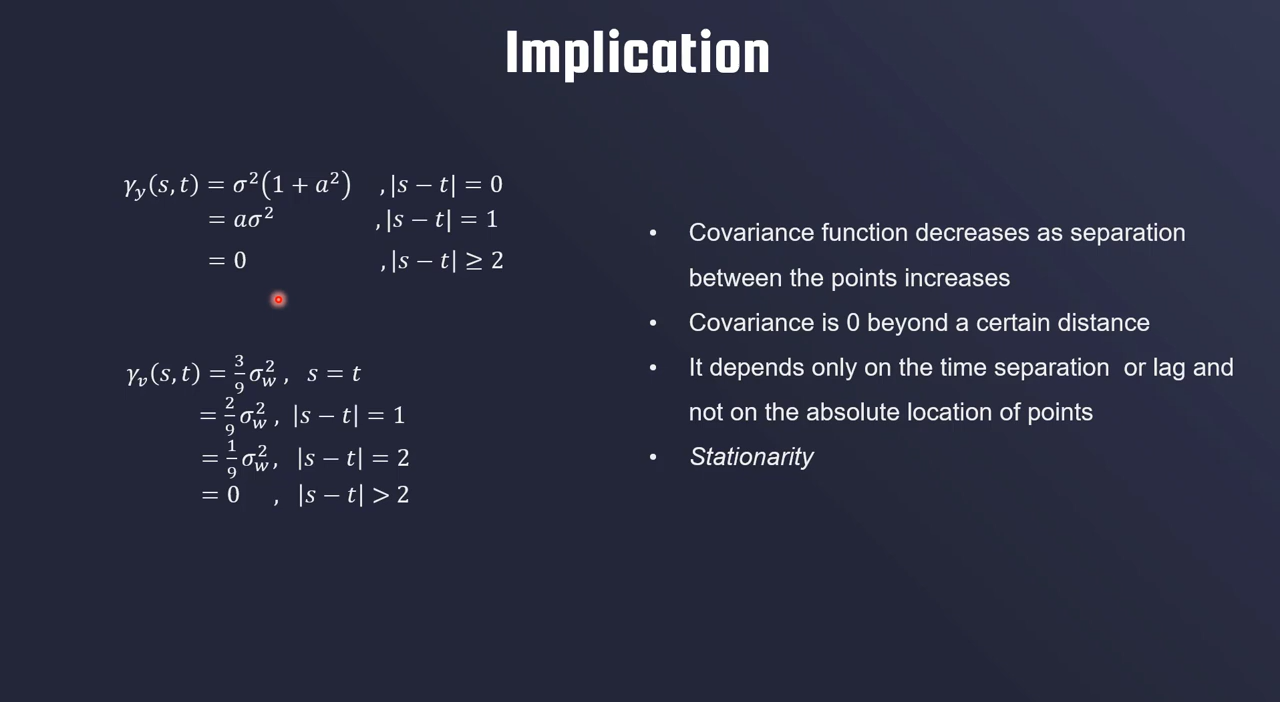 Implication
γ_y(s,t) = σ²(1 + a²) ,|s − t| = 0
= aσ² ,|s − t| = 1
= 0 ,|s − t| ≥ 2
γ_v(s,t) = 3/9 σ_w² , s = t
= 2/9 σ_w² , |s − t| = 1
= 1/9 σ_w², |s − t| = 2
= 0 , |s − t| > 2
• Covariance function decreases as separation
between the points increases
• Covariance is 0 beyond a certain distance
• It depends only on the time separation or lag and
not on the absolute location of points
• Stationarity